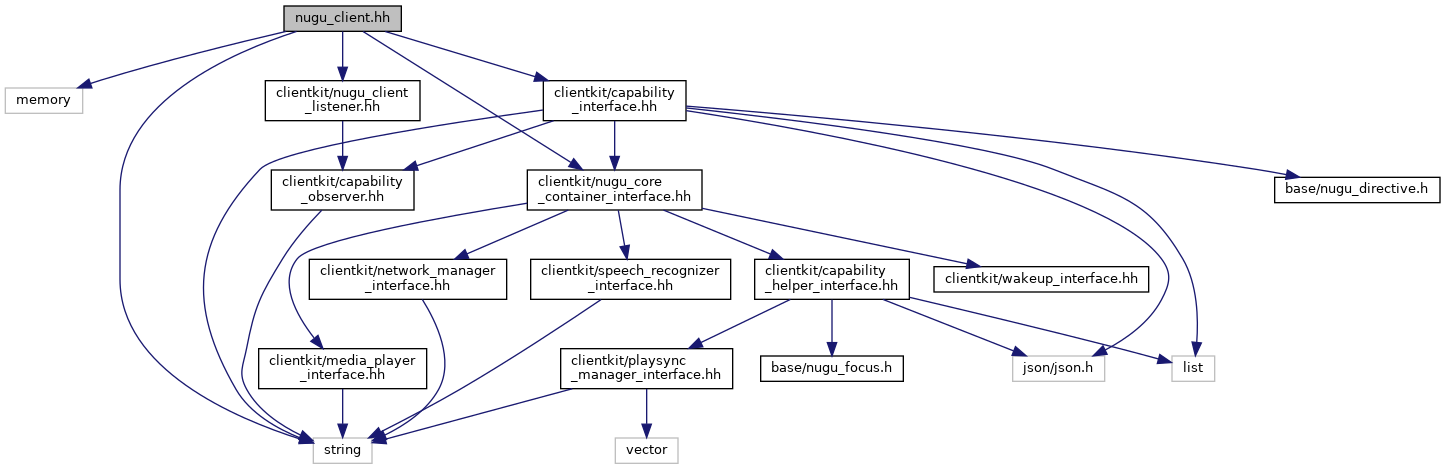 nugu_client.hh
memory
clientkit/nugu_client
_listener.hh
clientkit/capability
_interface.hh
clientkit/capability
_observer.hh
clientkit/nugu_core
_container_interface.hh
base/nugu_directive.h
clientkit/network_manager
_interface.hh
clientkit/speech_recognizer
_interface.hh
clientkit/capability
_helper_interface.hh
clientkit/wakeup_interface.hh
clientkit/media_player
_interface.hh
clientkit/playsync
_manager_interface.hh
base/nugu_focus.h
json/json.h
list
string
vector